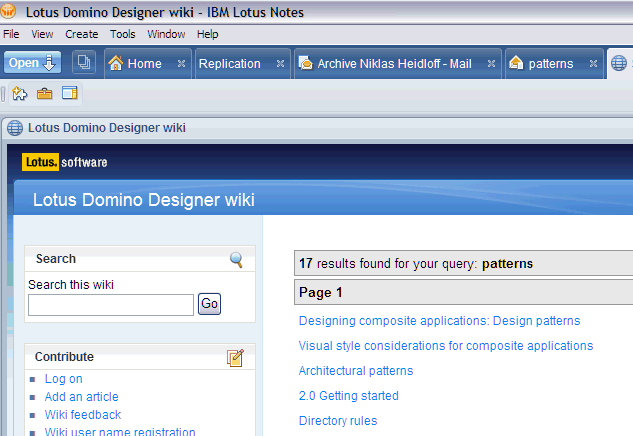 Lotus Domino Designer wiki - IBM Lotus Notes
File View Create Tools Window Help
Open Home Replication Archive Niklas Heidloff - Mail patterns
Lotus Domino Designer wiki
Lotus. software
Lotus Domino Designer wiki
Search
Search this wiki
Go
Contribute
Log on
Add an article
Wiki feedback
Wiki user name registration
17 results found for your query: patterns
Page 1
Designing composite applications: Design patterns
Visual style considerations for composite applications
Architectural patterns
2.0 Getting started
Directory rules